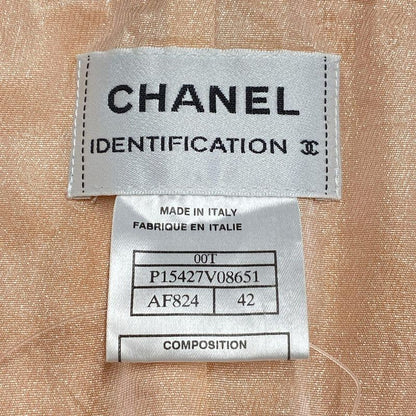 CHANEL
IDENTIFICATION
MADE IN ITALY
FABRIQUE EN ITALIE
00T
P15427V08651
AF824 42
COMPOSITION